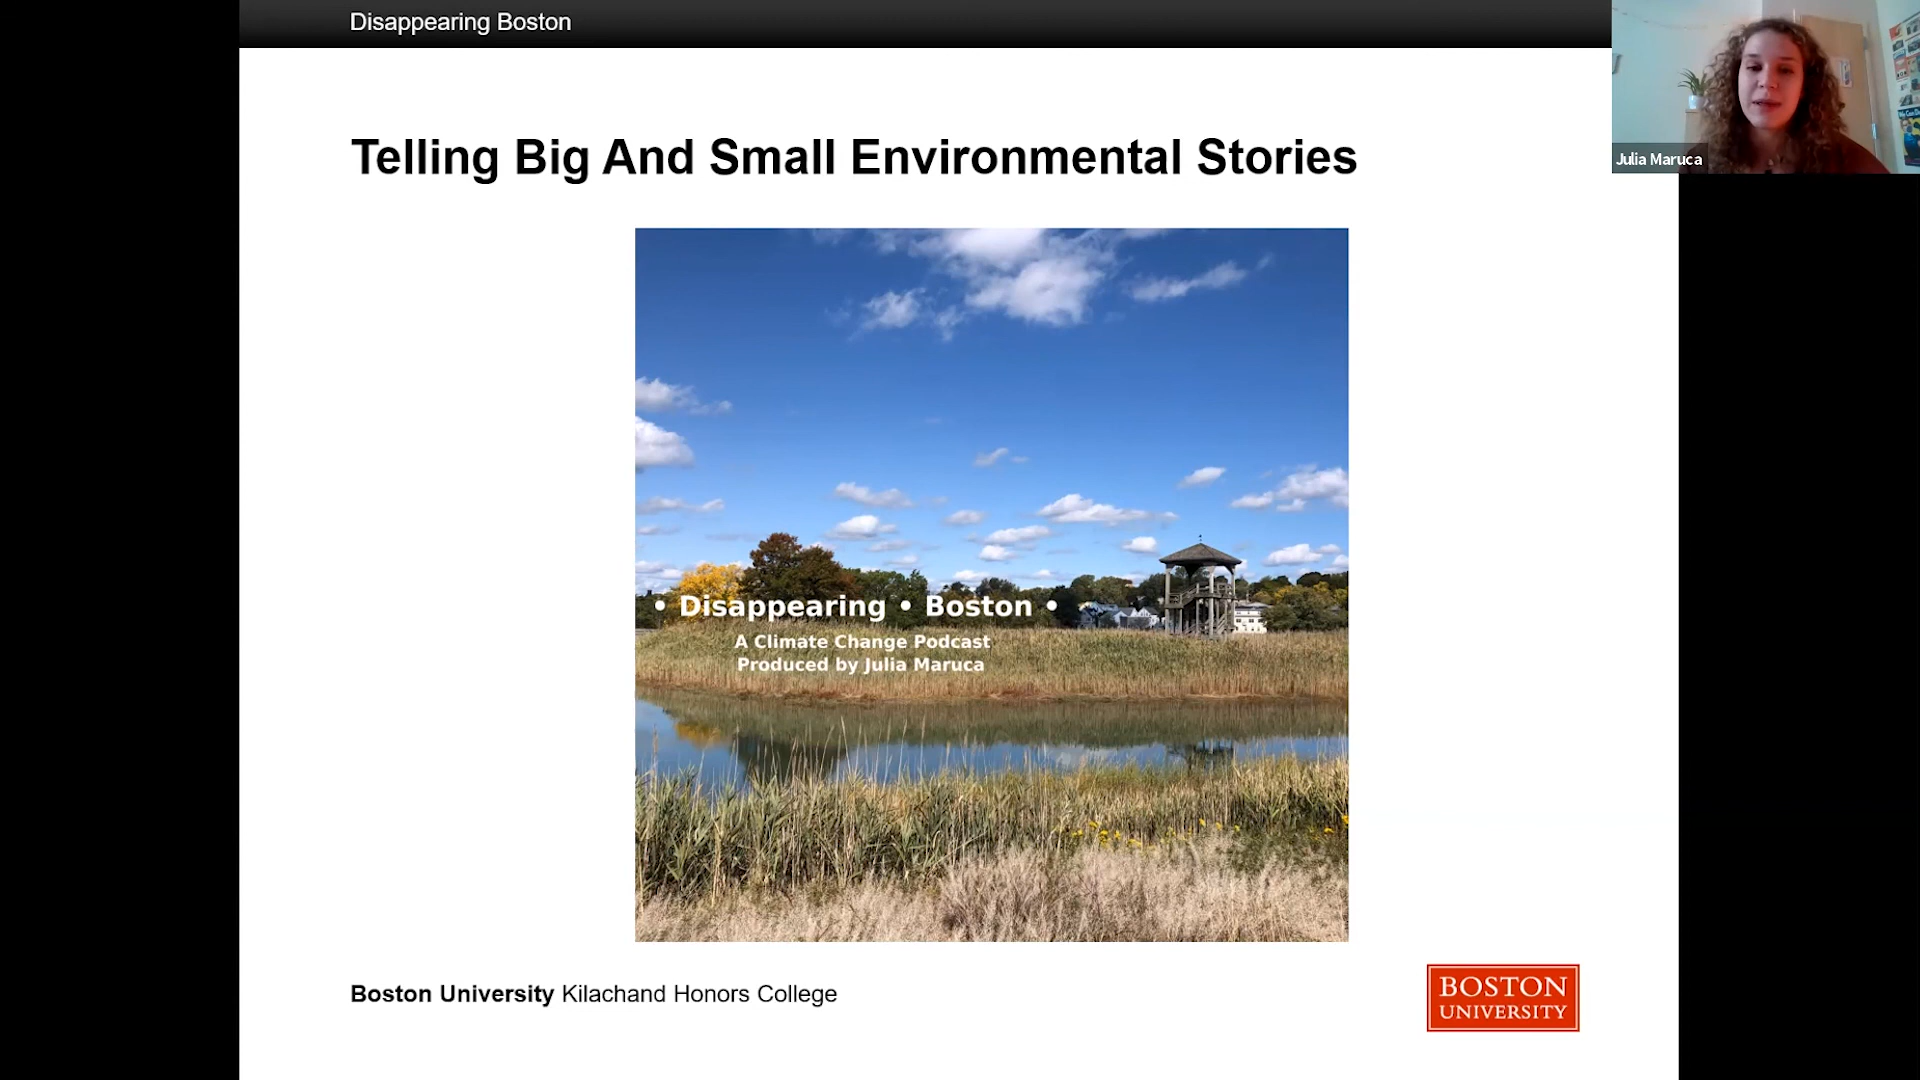 Disappearing Boston
Julia Maruca
Telling Big And Small Environmental Stories
• Disappearing • Boston •
A Climate Change Podcast
Produced by Julia Maruca
Boston University Kilachand Honors College
BOSTON
UNIVERSITY